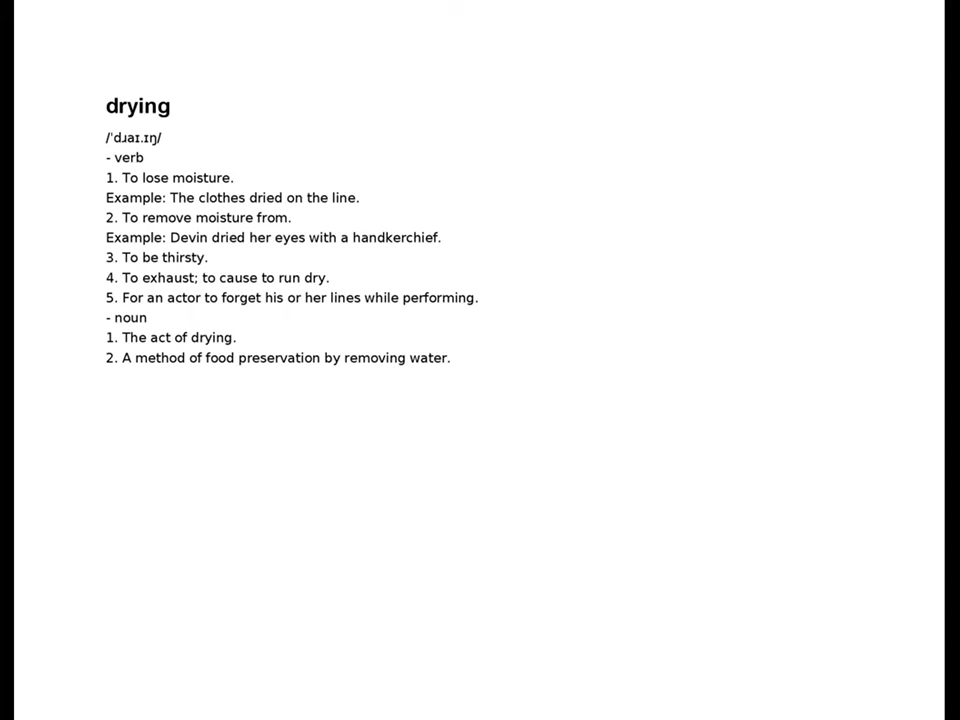 drying
/ˈdɹaɪ.ɪŋ/
- verb
1. To lose moisture.
Example: The clothes dried on the line.
2. To remove moisture from.
Example: Devin dried her eyes with a handkerchief.
3. To be thirsty.
4. To exhaust; to cause to run dry.
5. For an actor to forget his or her lines while performing.
- noun
1. The act of drying.
2. A method of food preservation by removing water.